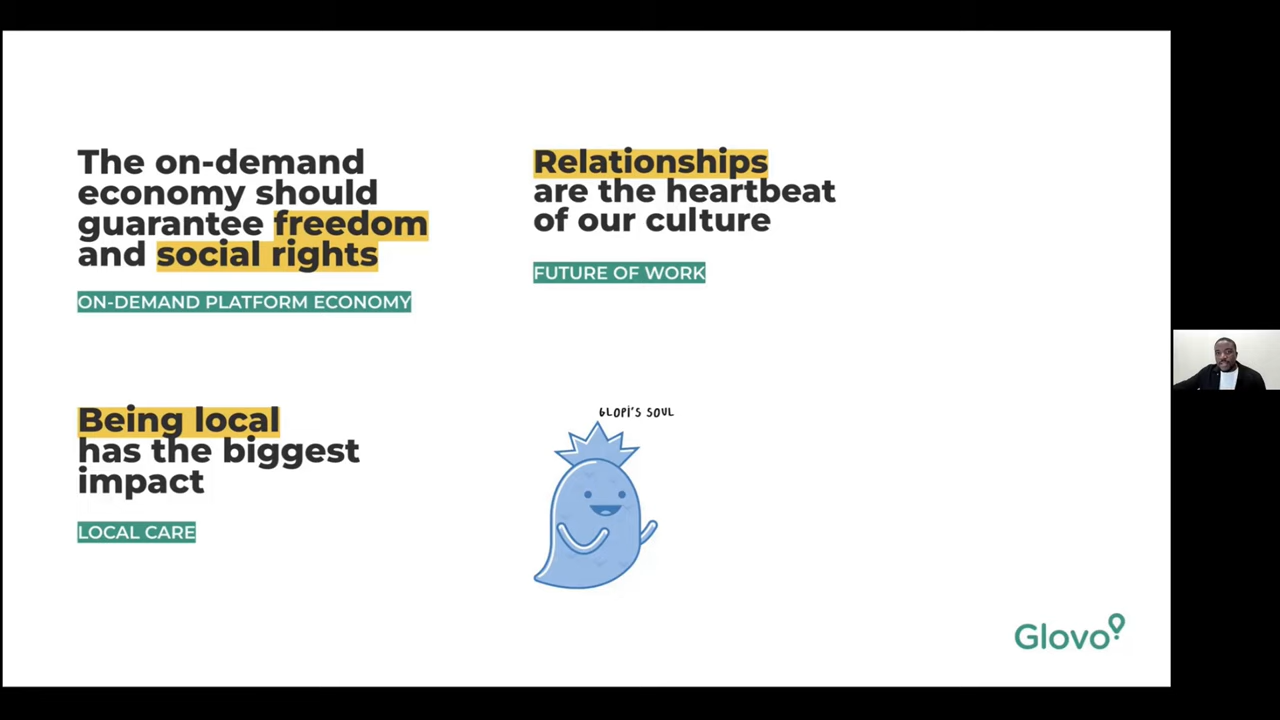 The on-demand
economy should
guarantee freedom
and social rights
ON-DEMAND PLATFORM ECONOMY
Relationships
are the heartbeat
of our culture
FUTURE OF WORK
Being local
has the biggest
impact
LOCAL CARE
GLOPi'S SOUL
Glovo